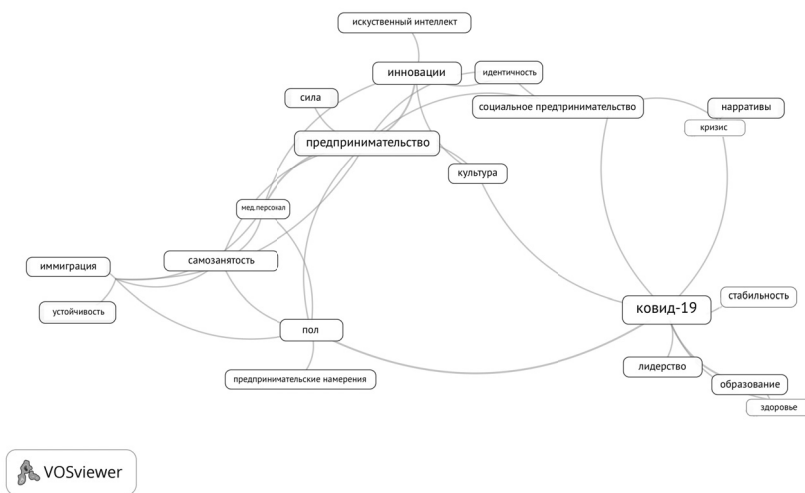 искуственный интеллект
инновации
идентичность
сила
социальное предпринимательство
нарративы
кризис
предпринимательство
культура
мед.персонал
самозанятость
иммиграция
стабильность
ковид-19
устойчивость
пол
лидерство
предпринимательские намерения
образование
здоровье
VOSviewer